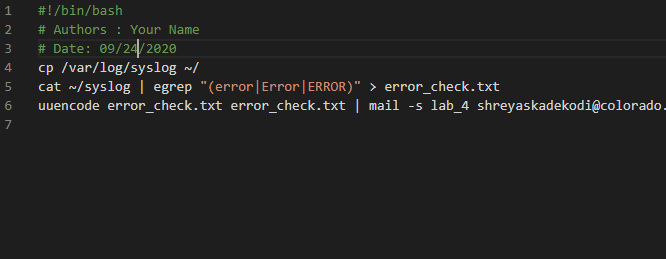 1 #!/bin/bash
2 # Authors : Your Name
3 # Date: 09/24/2020
4 cp /var/log/syslog ~/
5 cat ~/syslog | egrep "(error|Error|ERROR)" > error_check.txt
6 uuencode error_check.txt error_check.txt | mail -s lab_4 shreyaskadekodi@colorado.
7